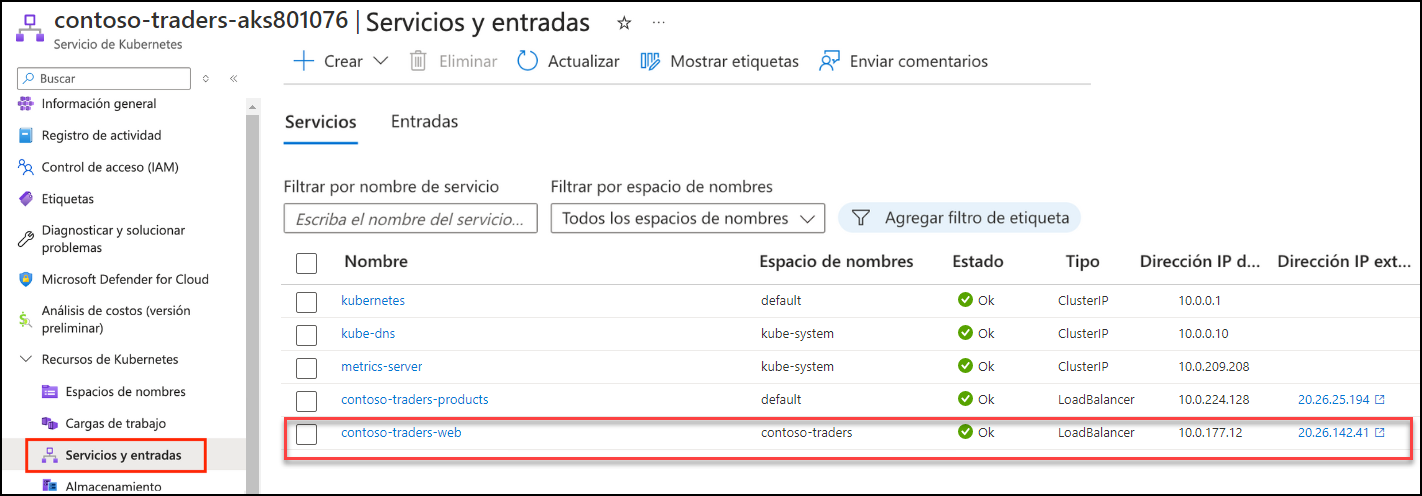 contoso-traders-aks801076 | Servicios y entradas
Servicio de Kubernetes
Buscar
Información general
Registro de actividad
Control de acceso (IAM)
Etiquetas
Diagnosticar y solucionar
problemas
Microsoft Defender for Cloud
Análisis de costos (versión
preliminar)
Recursos de Kubernetes
Espacios de nombres
Cargas de trabajo
Servicios y entradas
Almacenamiento
Crear Eliminar Actualizar Mostrar etiquetas Enviar comentarios
Servicios Entradas
Filtrar por nombre de servicio Filtrar por espacio de nombres
Escriba el nombre del servicio... Todos los espacios de nombres Agregar filtro de etiqueta
Nombre Espacio de nombres Estado Tipo Dirección IP d... Dirección IP ext...
kubernetes default Ok ClusterIP 10.0.0.1
kube-dns kube-system Ok ClusterIP 10.0.0.10
metrics-server kube-system Ok ClusterIP 10.0.209.208
contoso-traders-products default Ok LoadBalancer 10.0.224.128 20.26.25.194
contoso-traders-web contoso-traders Ok LoadBalancer 10.0.177.12 20.26.142.41